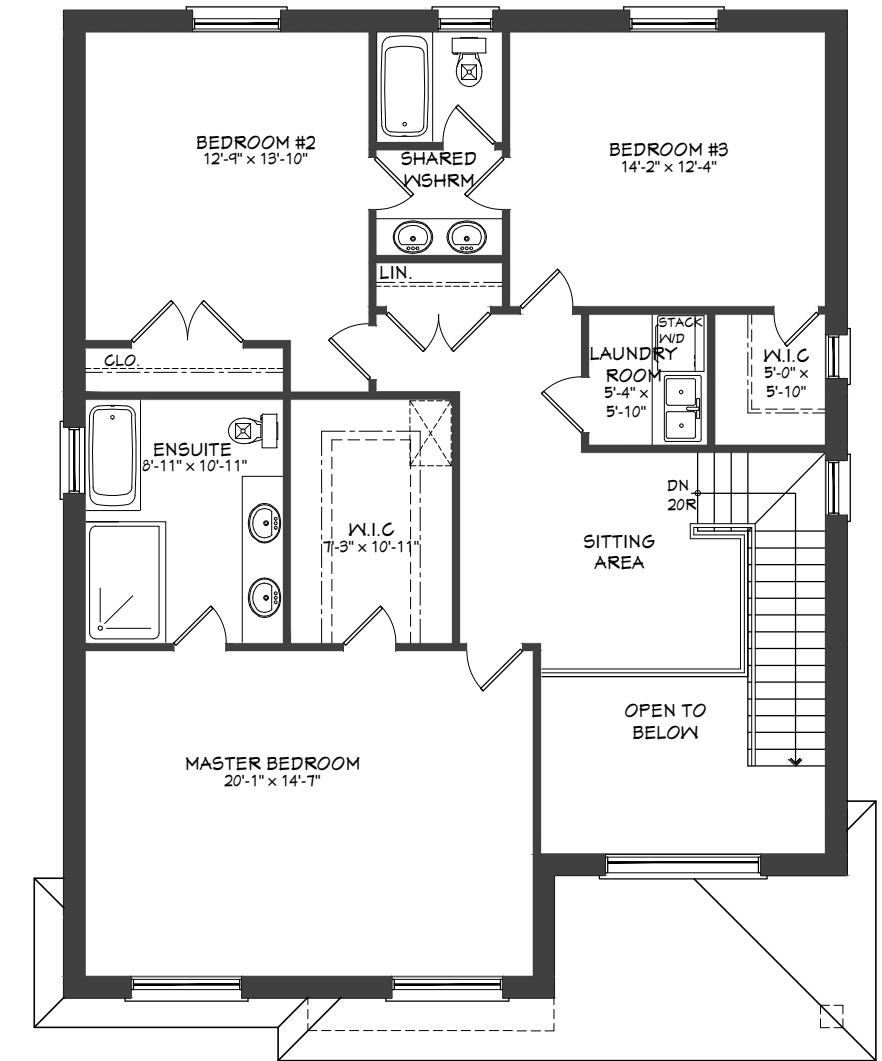 BEDROOM #2
12'-9" x 13'-10"
SHARED
WSHRM
BEDROOM #3
14'-2" x 12'-4"
LIN.
CLO.
STACK
W/D
LAUNDRY
ROOM
5'-4" x
5'-10"
W.I.C
5'-0" x
5'-10"
ENSUITE
8'-11" x 10'-11"
W.I.C
7'-3" x 10'-11"
DN
20R
SITTING
AREA
OPEN TO
BELOW
MASTER BEDROOM
20'-1" x 14'-7"